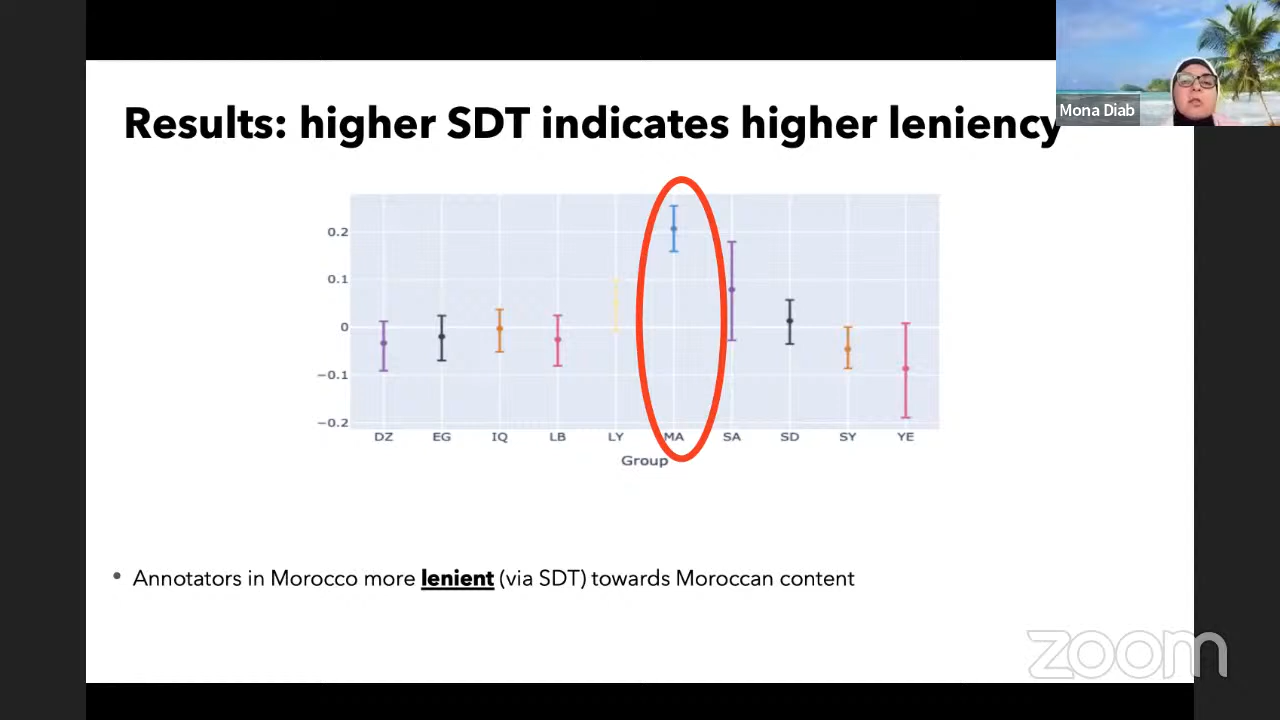 Mona Diab
Results: higher SDT indicates higher leniency
0.2
0.1
0
−0.1
−0.2
DZ EG IQ LB LY MA SA SD SY YE
Group
• Annotators in Morocco more lenient (via SDT) towards Moroccan content
zoom